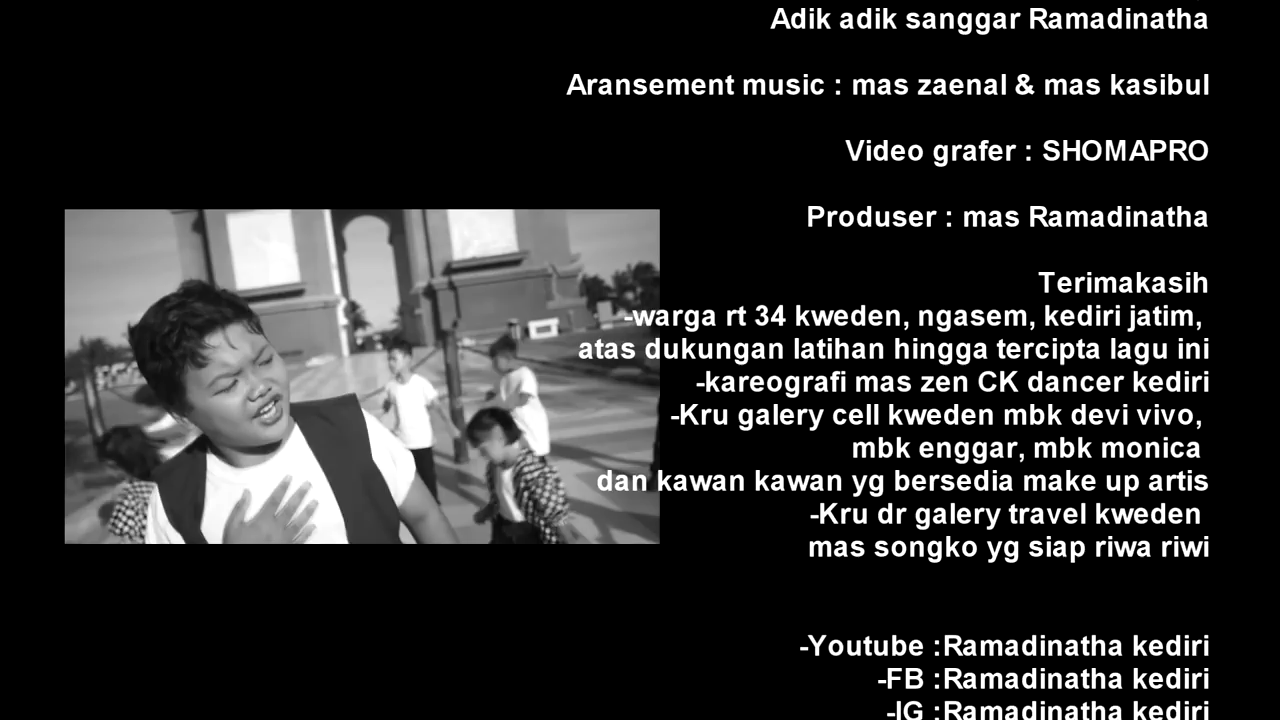 Adik adik sanggar Ramadinatha
Aransement music : mas zaenal & mas kasibul
Video grafer : SHOMAPRO
Produser : mas Ramadinatha
Terimakasih
-warga rt 34 kweden, ngasem, kediri jatim,
atas dukungan latihan hingga tercipta lagu ini
-kareografi mas zen CK dancer kediri
-Kru galery cell kweden mbk devi vivo,
mbk enggar, mbk monica
dan kawan kawan yg bersedia make up artis
-Kru dr galery travel kweden
mas songko yg siap riwa riwi
-Youtube :Ramadinatha kediri
-FB :Ramadinatha kediri
-IG :Ramadinatha kediri